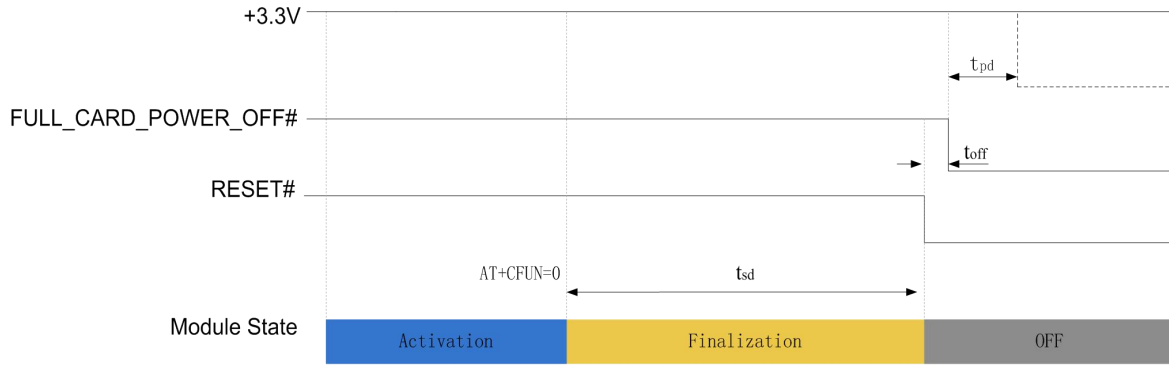 +3.3V
tpd
FULL_CARD_POWER_OFF#
toff
RESET#
AT+CFUN=0
tsd
Module State
Activation
Finalization
OFF